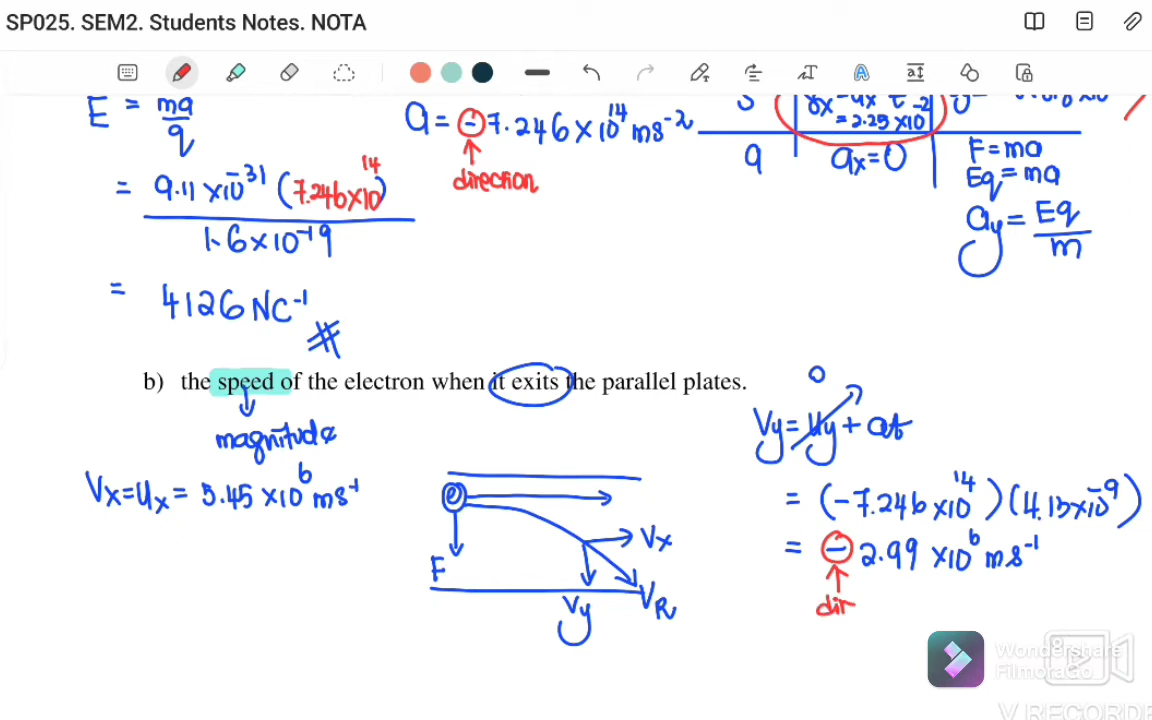 SP025. SEM2. Students Notes. NOTA
E = ma/q
= 9.11 × 10^-31 (7.246×10^14)
1.6 × 10^-19
= 4126 NC^-1
a = -7.246 × 10^14 ms^-2
direction
S
= 2.25×10^-2
a
ax = 0
F = ma
Eq = ma
ay = Eq/m
b) the speed of the electron when it exits the parallel plates.
magnitude
Vx = ux = 5.45 × 10^6 ms^-1
e
F
Vx
Vy
VR
0
Vy = uy + at
= (-7.246 × 10^14)(4.13×10^-9)
= - 2.99 × 10^6 ms^-1
dir
Wondershare
FilmoraGo
V RECORDER